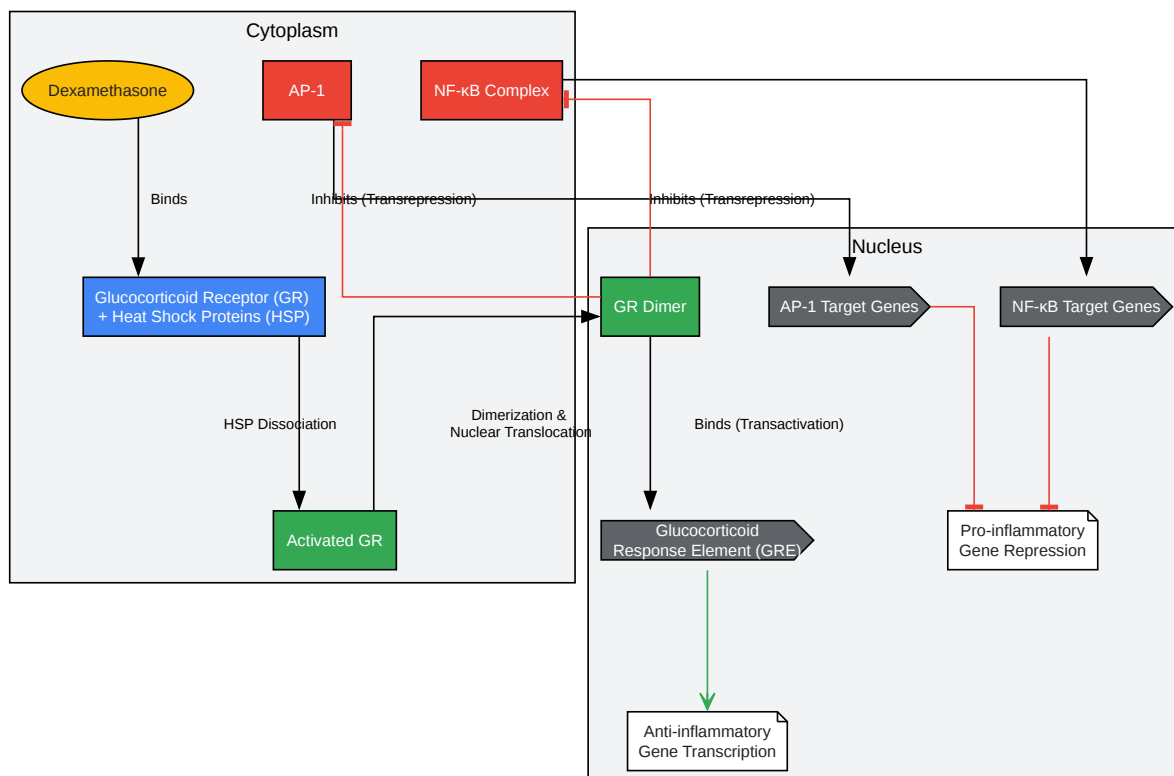 Cytoplasm
Dexamethasone
AP-1
NF-κB Complex
Binds
Inhibits (Transrepression)
Inhibits (Transrepression)
Nucleus
Glucocorticoid Receptor (GR)
+ Heat Shock Proteins (HSP)
GR Dimer
AP-1 Target Genes
NF-κB Target Genes
HSP Dissociation
Dimerization &
Nuclear Translocation
Binds (Transactivation)
Activated GR
Glucocorticoid
Response Element (GRE)
Pro-inflammatory
Gene Repression
Anti-inflammatory
Gene Transcription